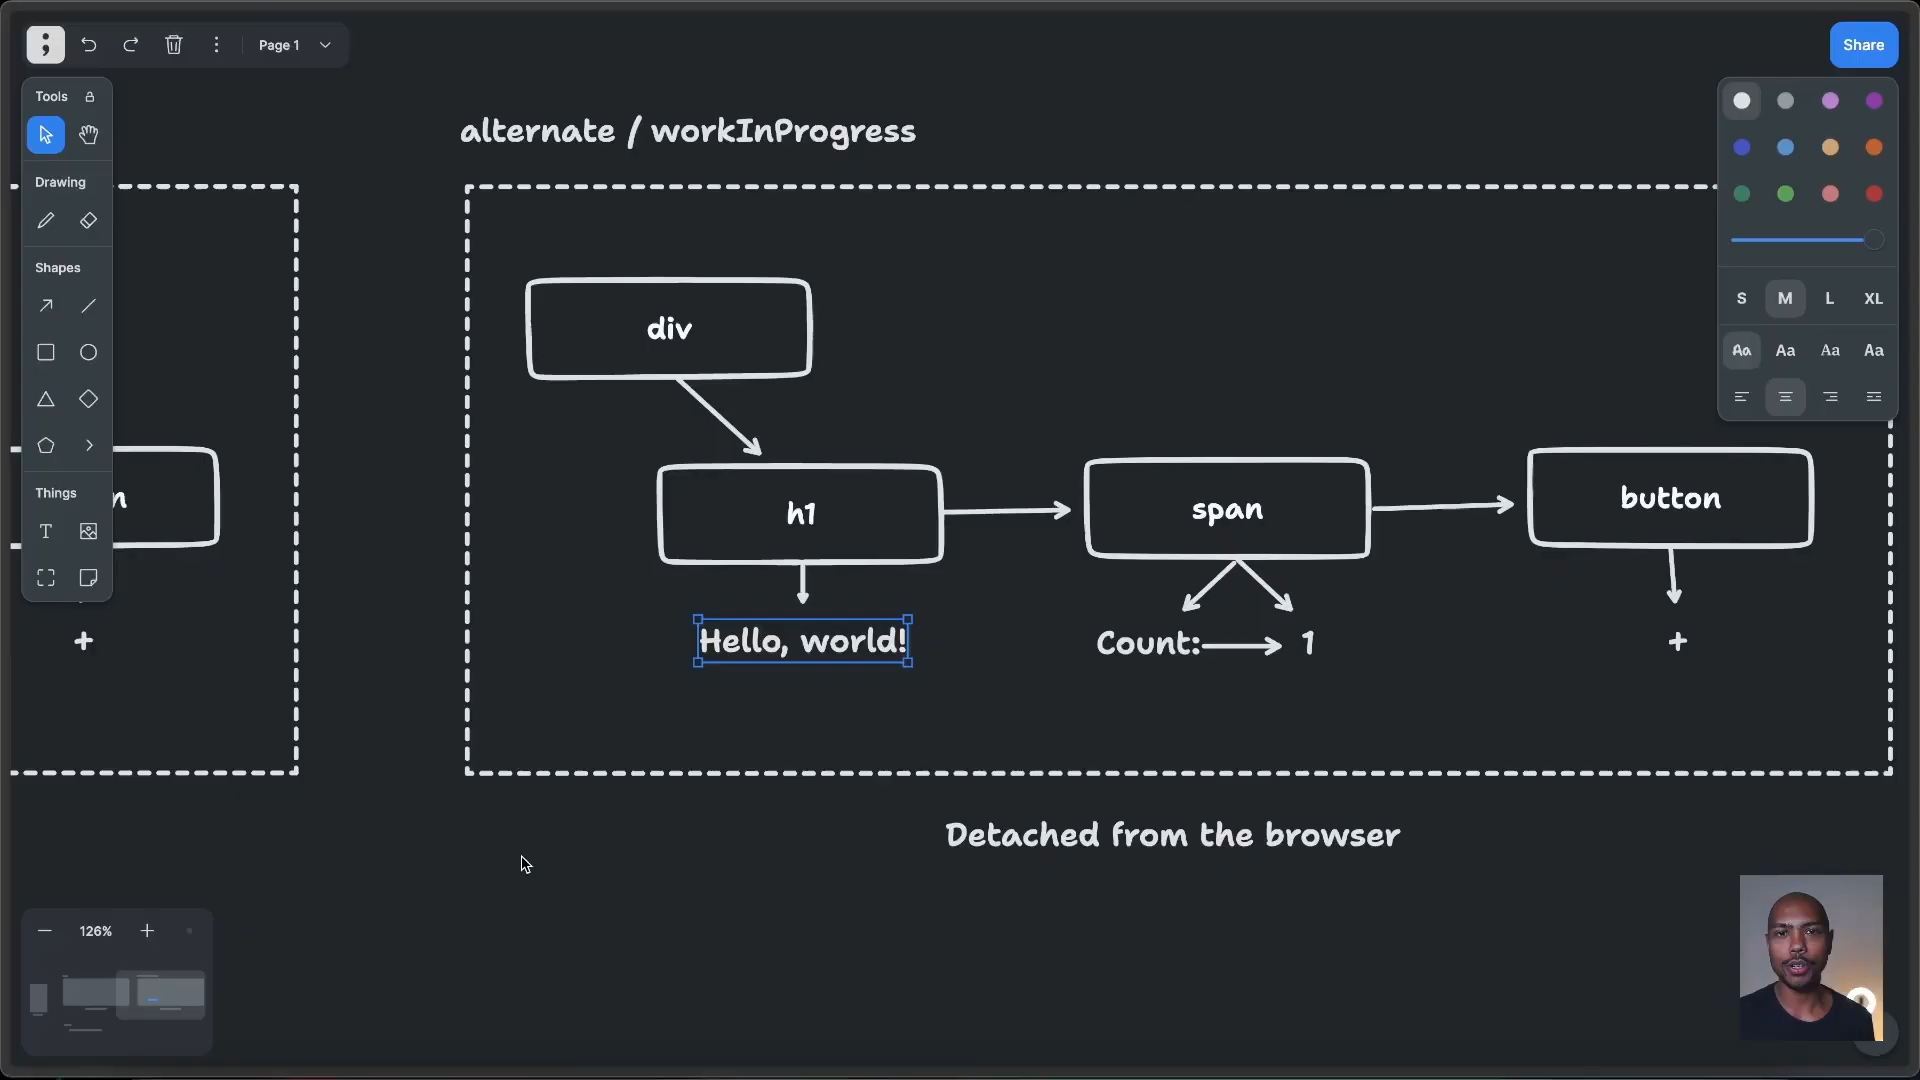 Page 1
Share
Tools
alternate / workInProgress
Drawing
Shapes
div
S M L XL
Aa Aa Aa Aa
n
h1
span
button
Things
T
Hello, world!
Count: 1
+
+
Detached from the browser
126%